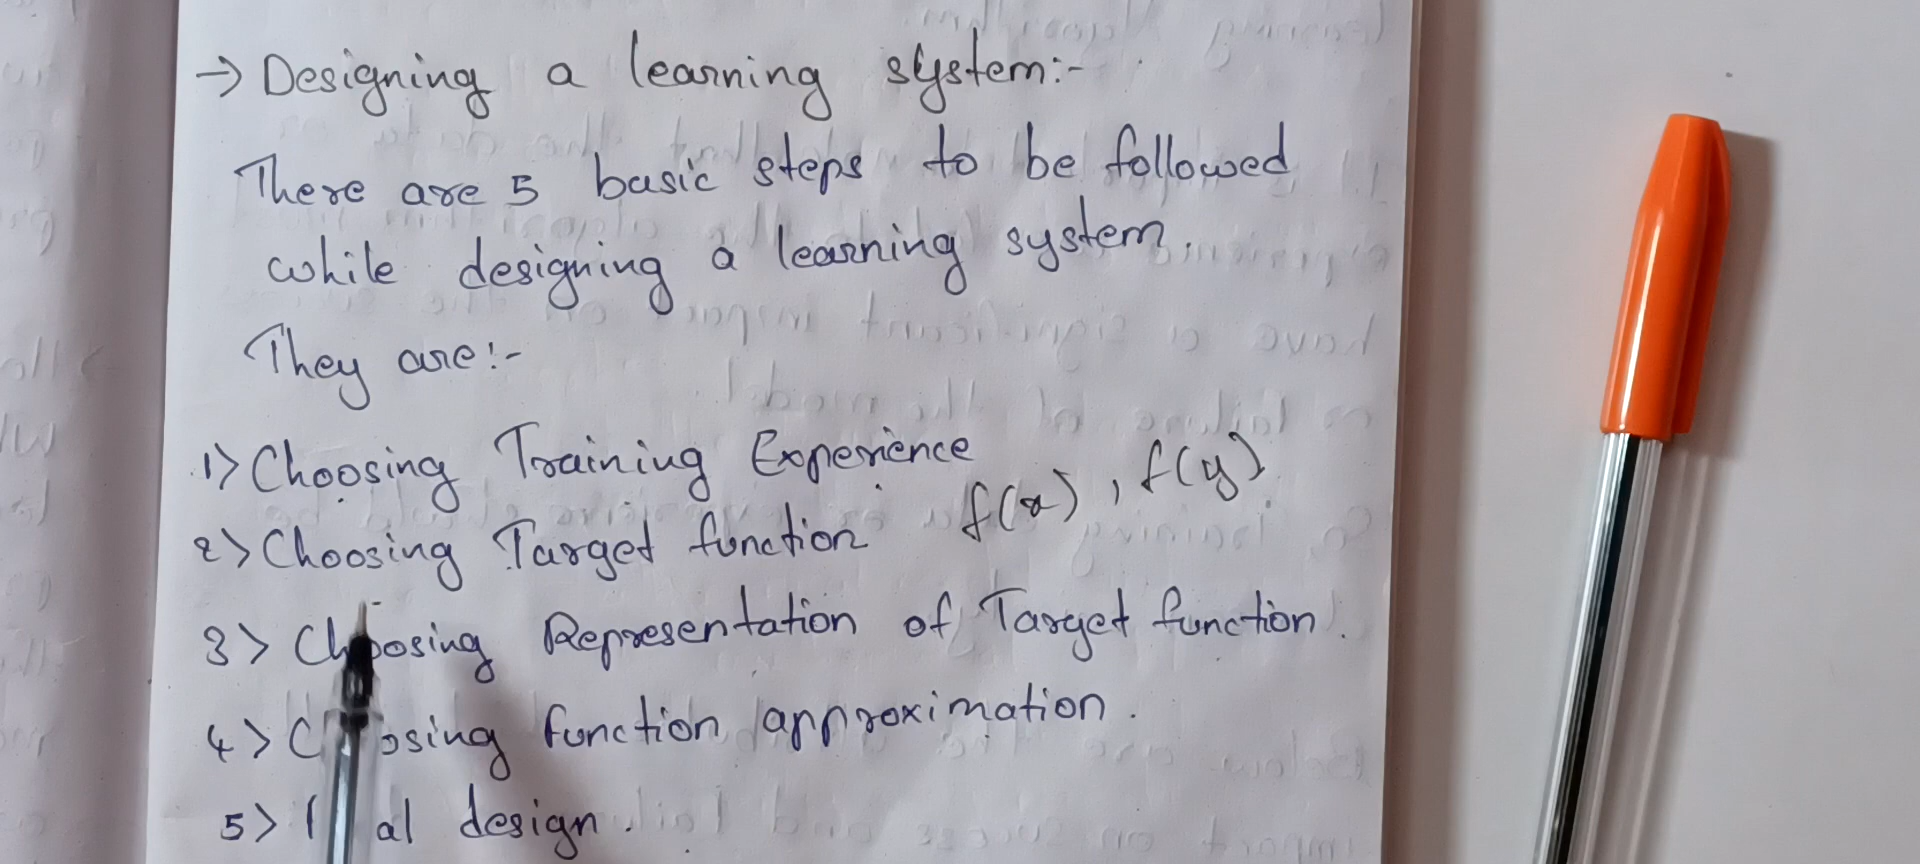 → Designing a learning system:-
There are 5 basic steps to be followed
while designing a learning system.
They are:-
1> Choosing Training Experience
2> Choosing Target function f(x), f(y)
3> Choosing Representation of Target function.
4> Choosing function approximation.
5> design.